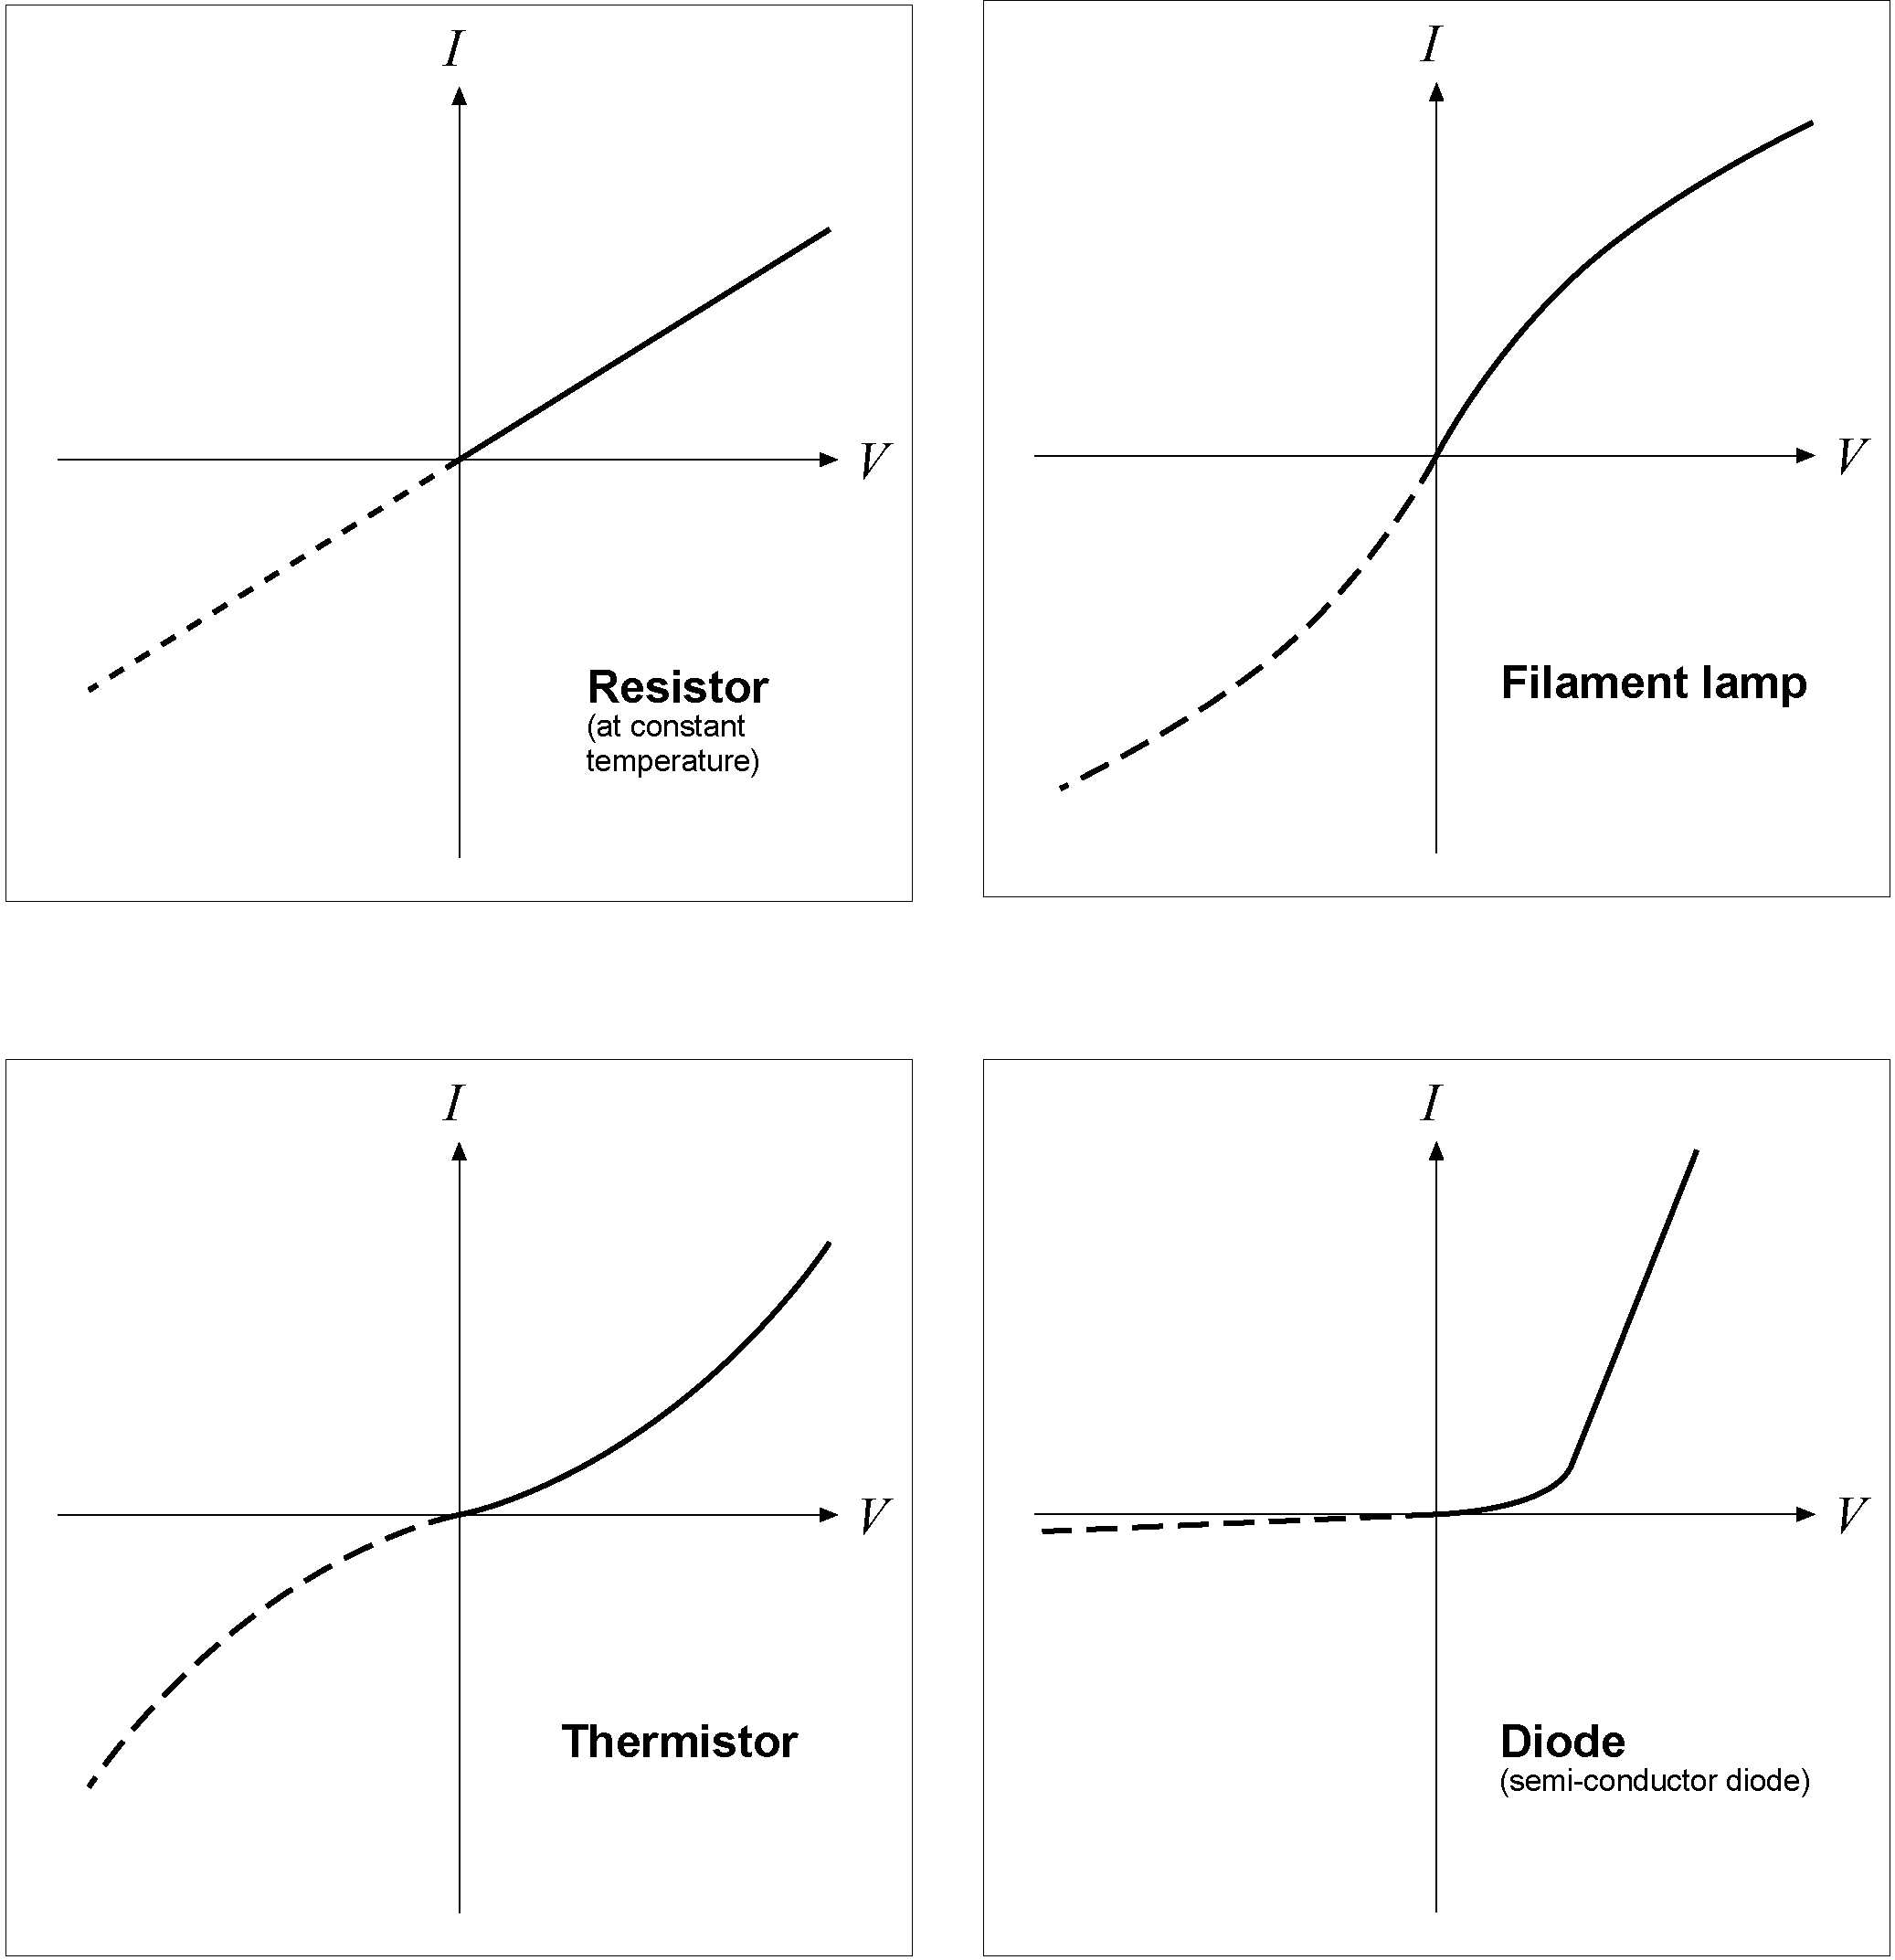 I
V
Resistor
(at constant
temperature)
I
V
Filament lamp
I
V
Thermistor
I
V
Diode
(semi-conductor diode)